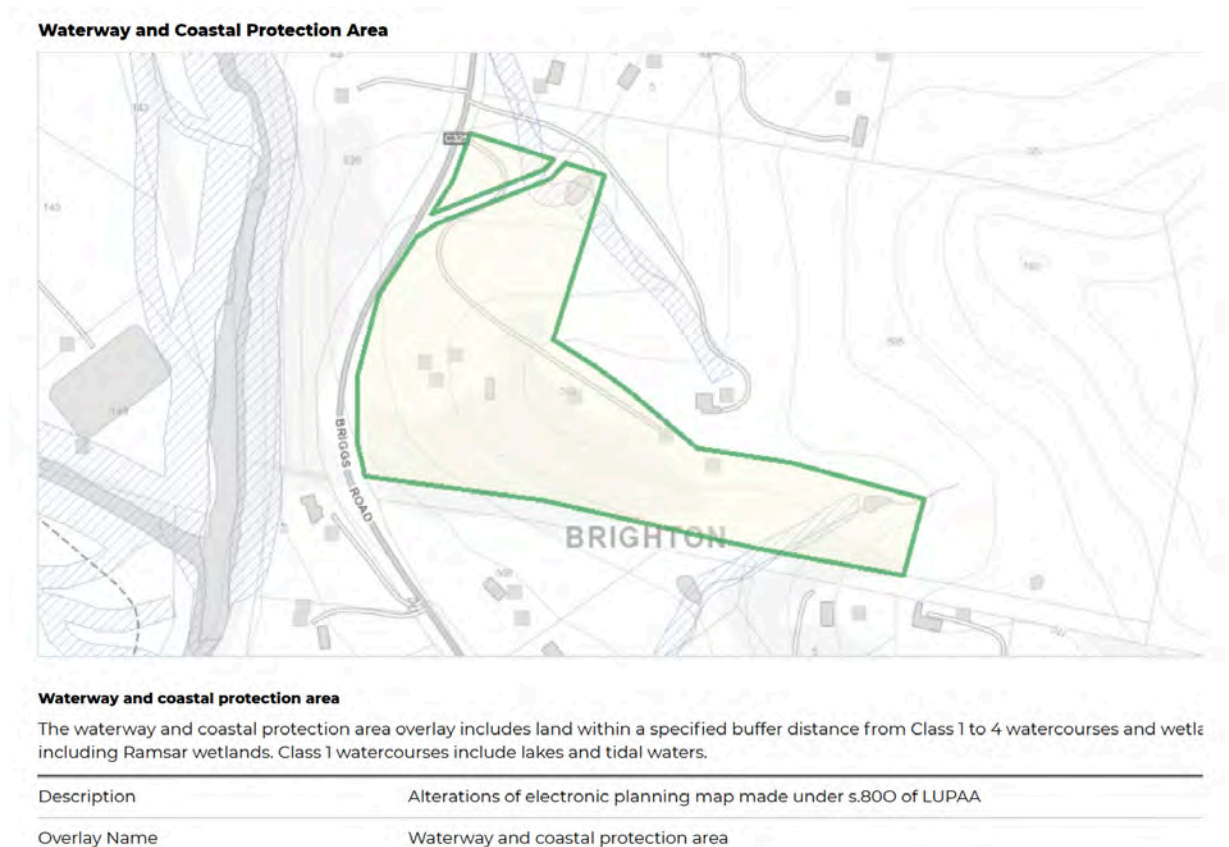 Waterway and Coastal Protection Area
BRIGGS ROAD
BRIGHTON
Waterway and coastal protection area
The waterway and coastal protection area overlay includes land within a specified buffer distance from Class 1 to 4 watercourses and wetla
including Ramsar wetlands. Class 1 watercourses include lakes and tidal waters.
Description Alterations of electronic planning map made under s.80O of LUPAA
Overlay Name Waterway and coastal protection area